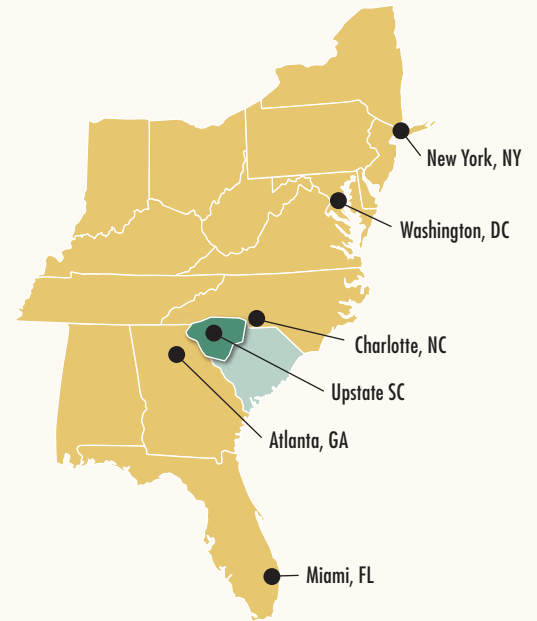 New York, NY
Washington, DC
Charlotte, NC
Upstate SC
Atlanta, GA
Miami, FL